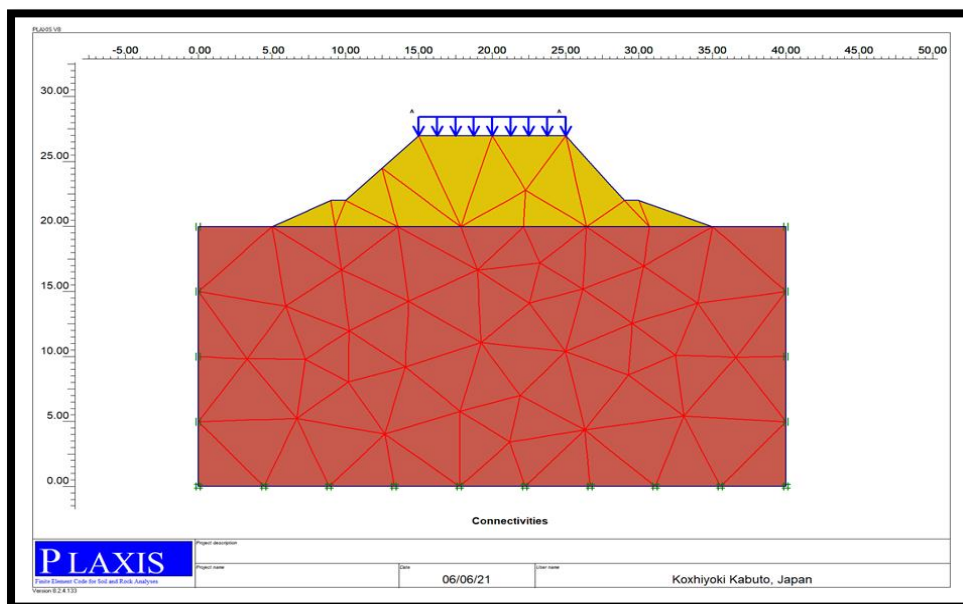 PLAXIS V8
-5.00 0.00 5.00 10.00 15.00 20.00 25.00 30.00 35.00 40.00 45.00 50.00
30.00
A A
25.00
20.00
15.00
10.00
5.00
0.00
Connectivities
PLAXIS
Finite Element Code for Soil and Rock Analyses
Version 8.2.4.133
Project description
Project name
Date
User name
06/06/21
Koxhiyoki Kabuto, Japan